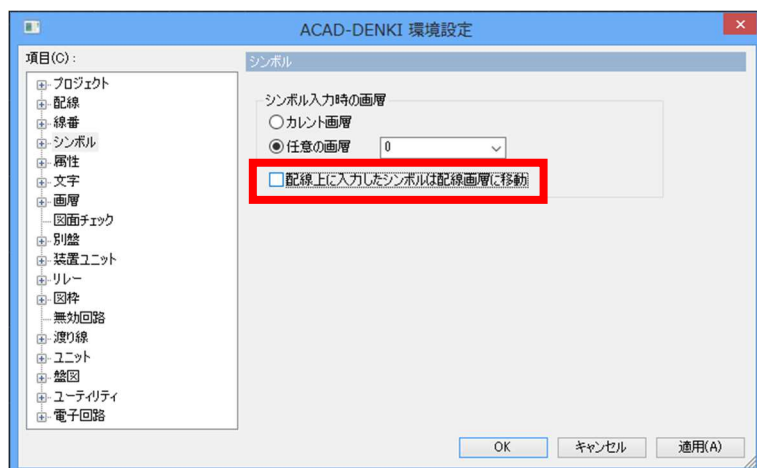 ACAD-DENKI 環境設定
項目(C):
プロジェクト
配線
線番
シンボル
属性
文字
画層
図面チェック
別盤
装置ユニット
リレー
図枠
無効回路
渡り線
ユニット
盤図
ユーティリティ
電子回路
シンボル
シンボル入力時の画層
カレント画層
任意の画層 0
配線上に入力したシンボルは配線画層に移動
OK キャンセル 適用(A)